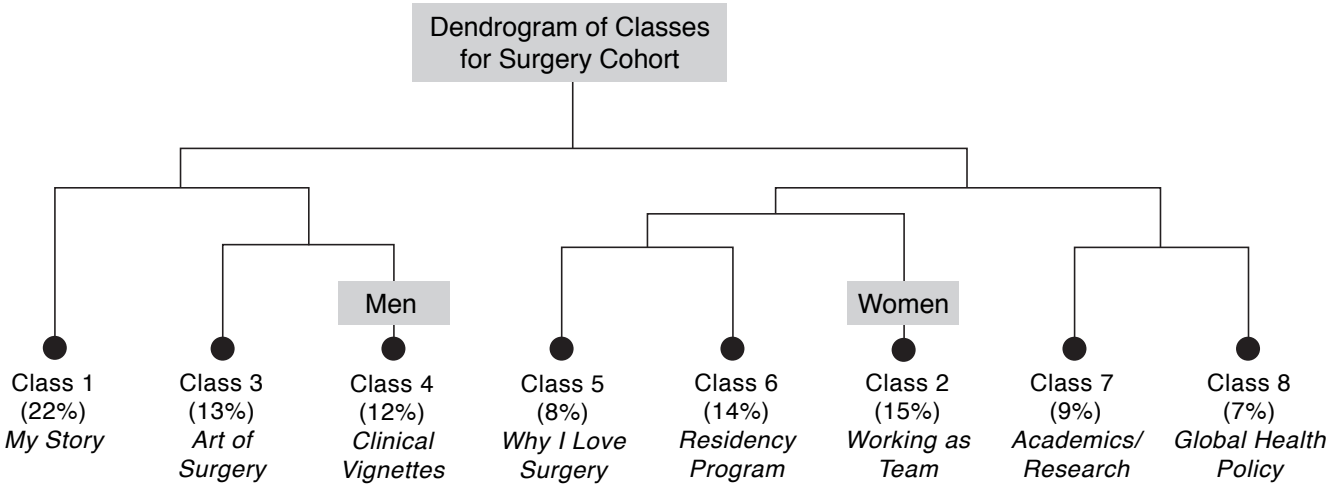 Dendrogram of Classes
for Surgery Cohort
Men
Women
Class 1
(22%)
My Story
Class 3
(13%)
Art of
Surgery
Class 4
(12%)
Clinical
Vignettes
Class 5
(8%)
Why I Love
Surgery
Class 6
(14%)
Residency
Program
Class 2
(15%)
Working as
Team
Class 7
(9%)
Academics/
Research
Class 8
(7%)
Global Health
Policy